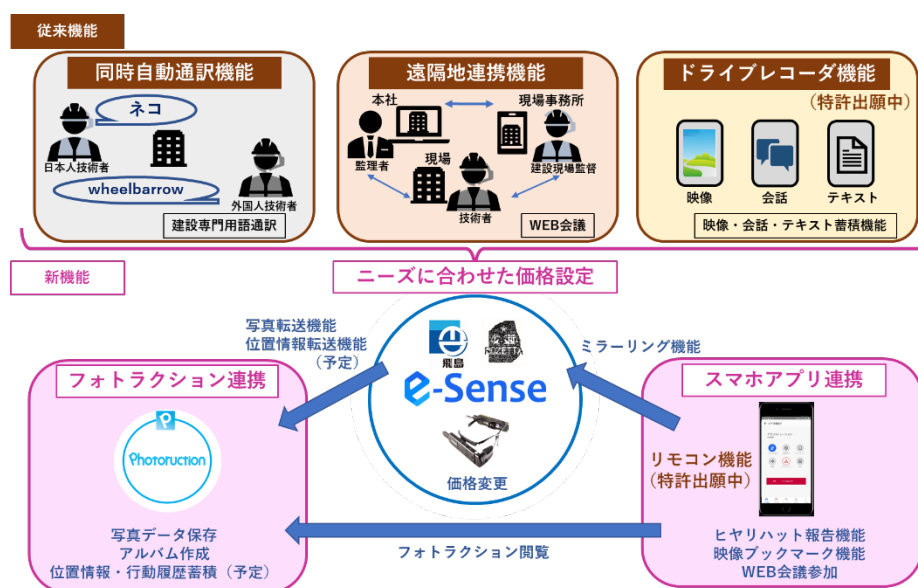 従来機能
同時自動通訳機能
ネコ
日本人技術者
wheelbarrow
外国人技術者
建設専門用語通訳
遠隔地連携機能
本社
現場事務所
監理者
現場
建設現場監督
技術者
WEB会議
ドライブレコーダ機能
(特許出願中)
映像
会話
テキスト
映像・会話・テキスト蓄積機能
新機能
ニーズに合わせた価格設定
写真転送機能
位置情報転送機能
(予定)
飛島
e-Sense
価格変更
ミラーリング機能
フォトラクション連携
Photoruction
写真データ保存
アルバム作成
位置情報・行動履歴蓄積(予定)
フォトラクション閲覧
スマホアプリ連携
リモコン機能
(特許出願中)
ヒヤリハット報告機能
映像ブックマーク機能
WEB会議参加